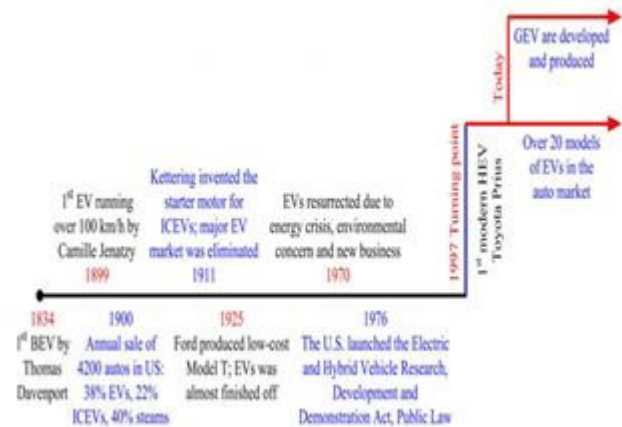 GEV are developed
and produced
Today
Over 20 models
of EVs in the
auto market
1997 Turning point
1st modern HEV
Toyota Prius
1st EV running
over 100 km/h by
Camille Jenatzy
1899
Kettering invented the
starter motor for
ICEVs; major EV
market was eliminated
1911
EVs resurrected due to
energy crisis, environmental
concern and new business
1970
1834
1st BEV by
Thomas
Davenport
1900
Annual sale of
4200 autos in US:
38% EVs, 22%
ICEVs, 40% steams
1925
Ford produced low-cost
Model T; EVs was
almost finished off
1976
The U.S. launched the Electric
and Hybrid Vehicle Research,
Development and
Demonstration Act, Public Law